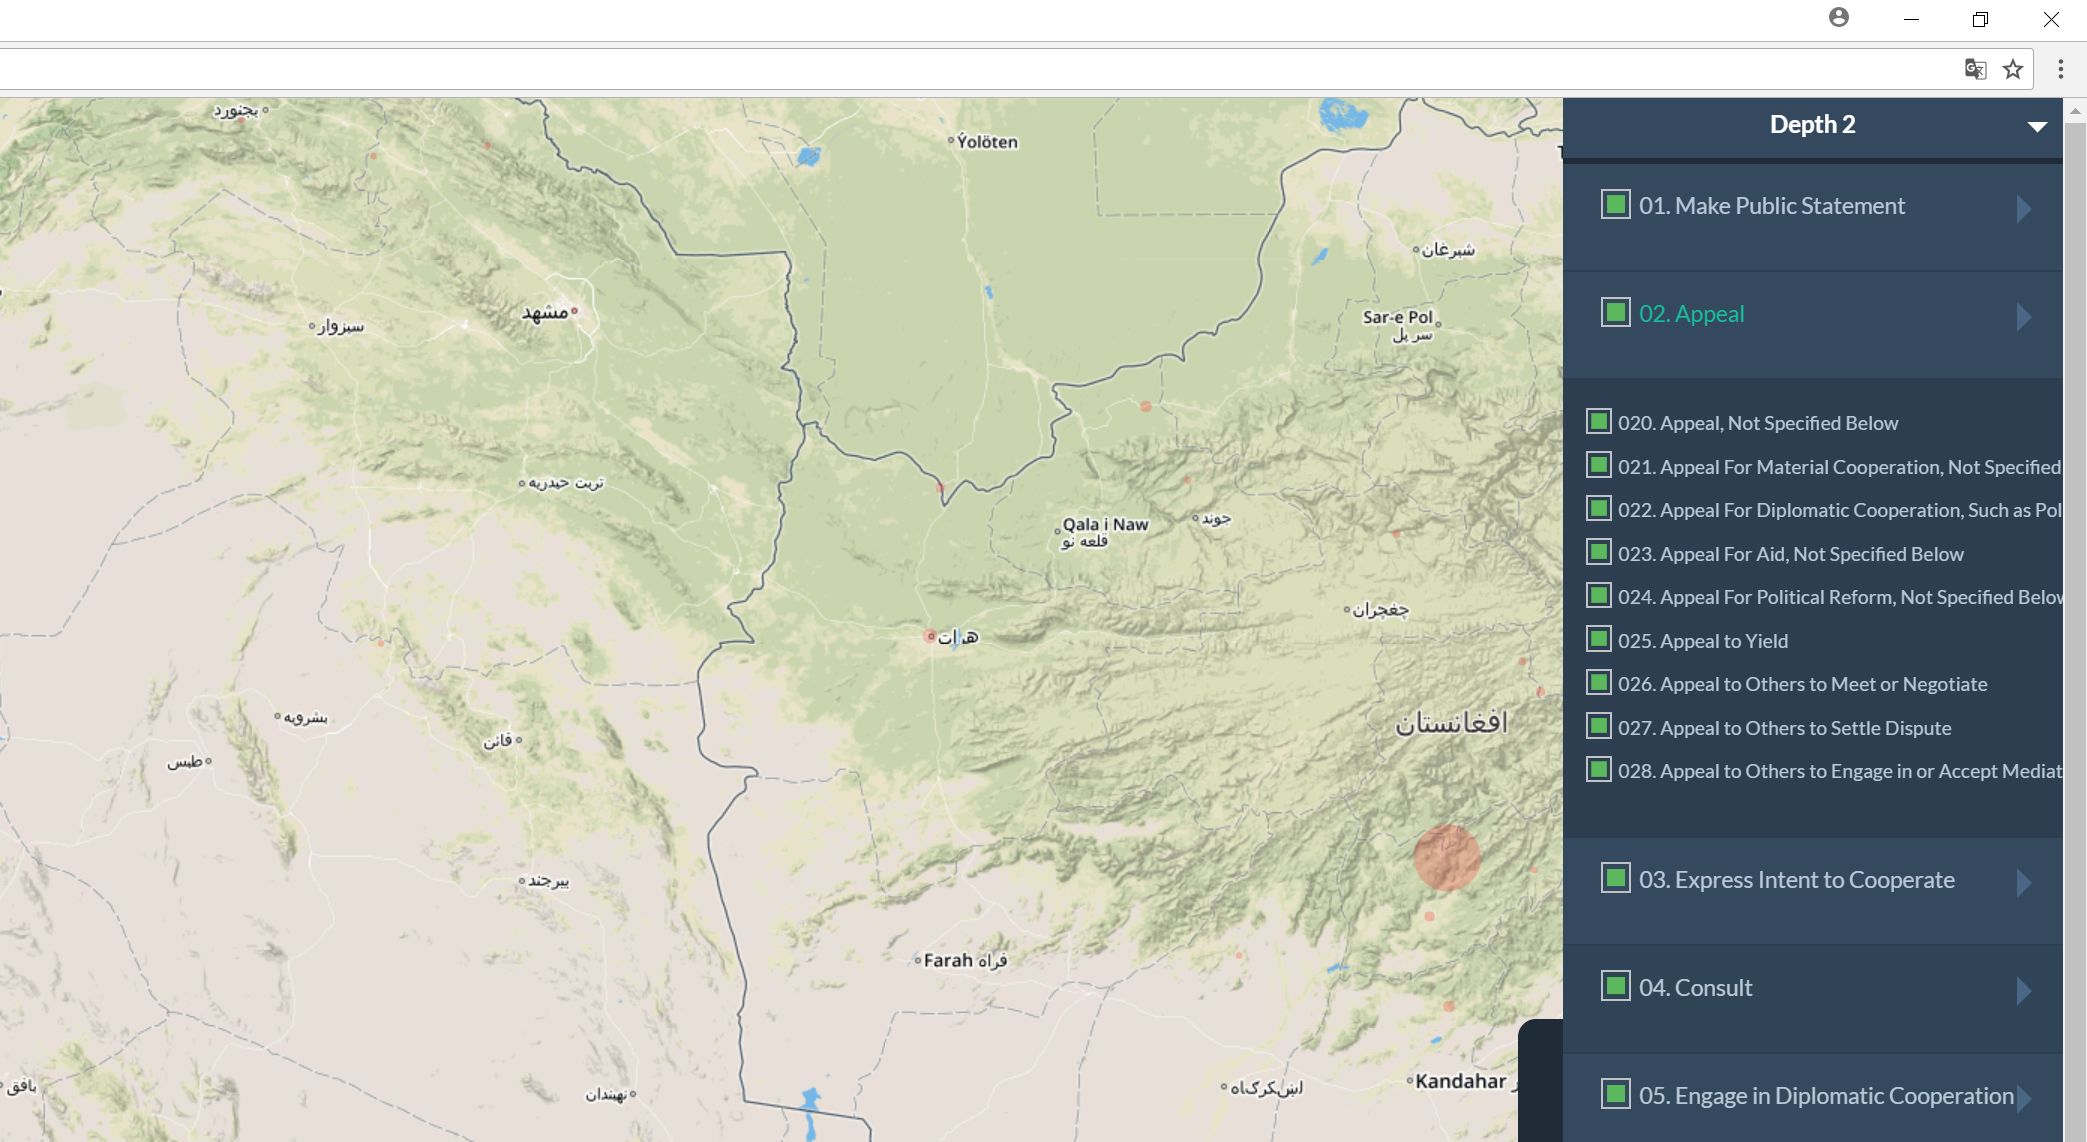 بجنورد
Ýolöten
شبرغان
Sar-e Pol
سر پل
مشهد
سبزوار
تربت حیدریه
Qala i Naw
قلعه نو
جوند
چغچران
هرات
افغانستان
بشرویه
قائن
طبس
بیرجند
Farah فراه
لښکرګاه
Kandahar
نهبندان
بافق
Depth 2
01. Make Public Statement
02. Appeal
020. Appeal, Not Specified Below
021. Appeal For Material Cooperation, Not Specified
022. Appeal For Diplomatic Cooperation, Such as Pol
023. Appeal For Aid, Not Specified Below
024. Appeal For Political Reform, Not Specified Below
025. Appeal to Yield
026. Appeal to Others to Meet or Negotiate
027. Appeal to Others to Settle Dispute
028. Appeal to Others to Engage in or Accept Mediat
03. Express Intent to Cooperate
04. Consult
05. Engage in Diplomatic Cooperation